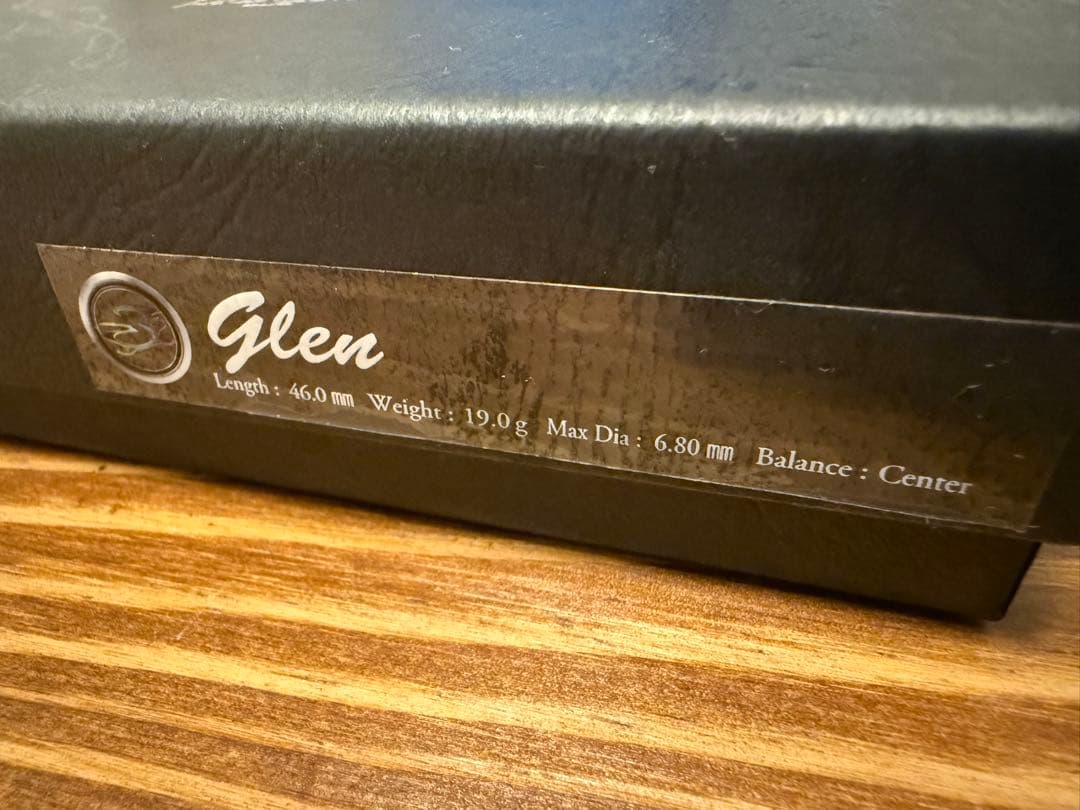 Glen
Length : 46.0 ㎜ Weight : 19.0 g Max Dia : 6.80 ㎜ Balance : Center